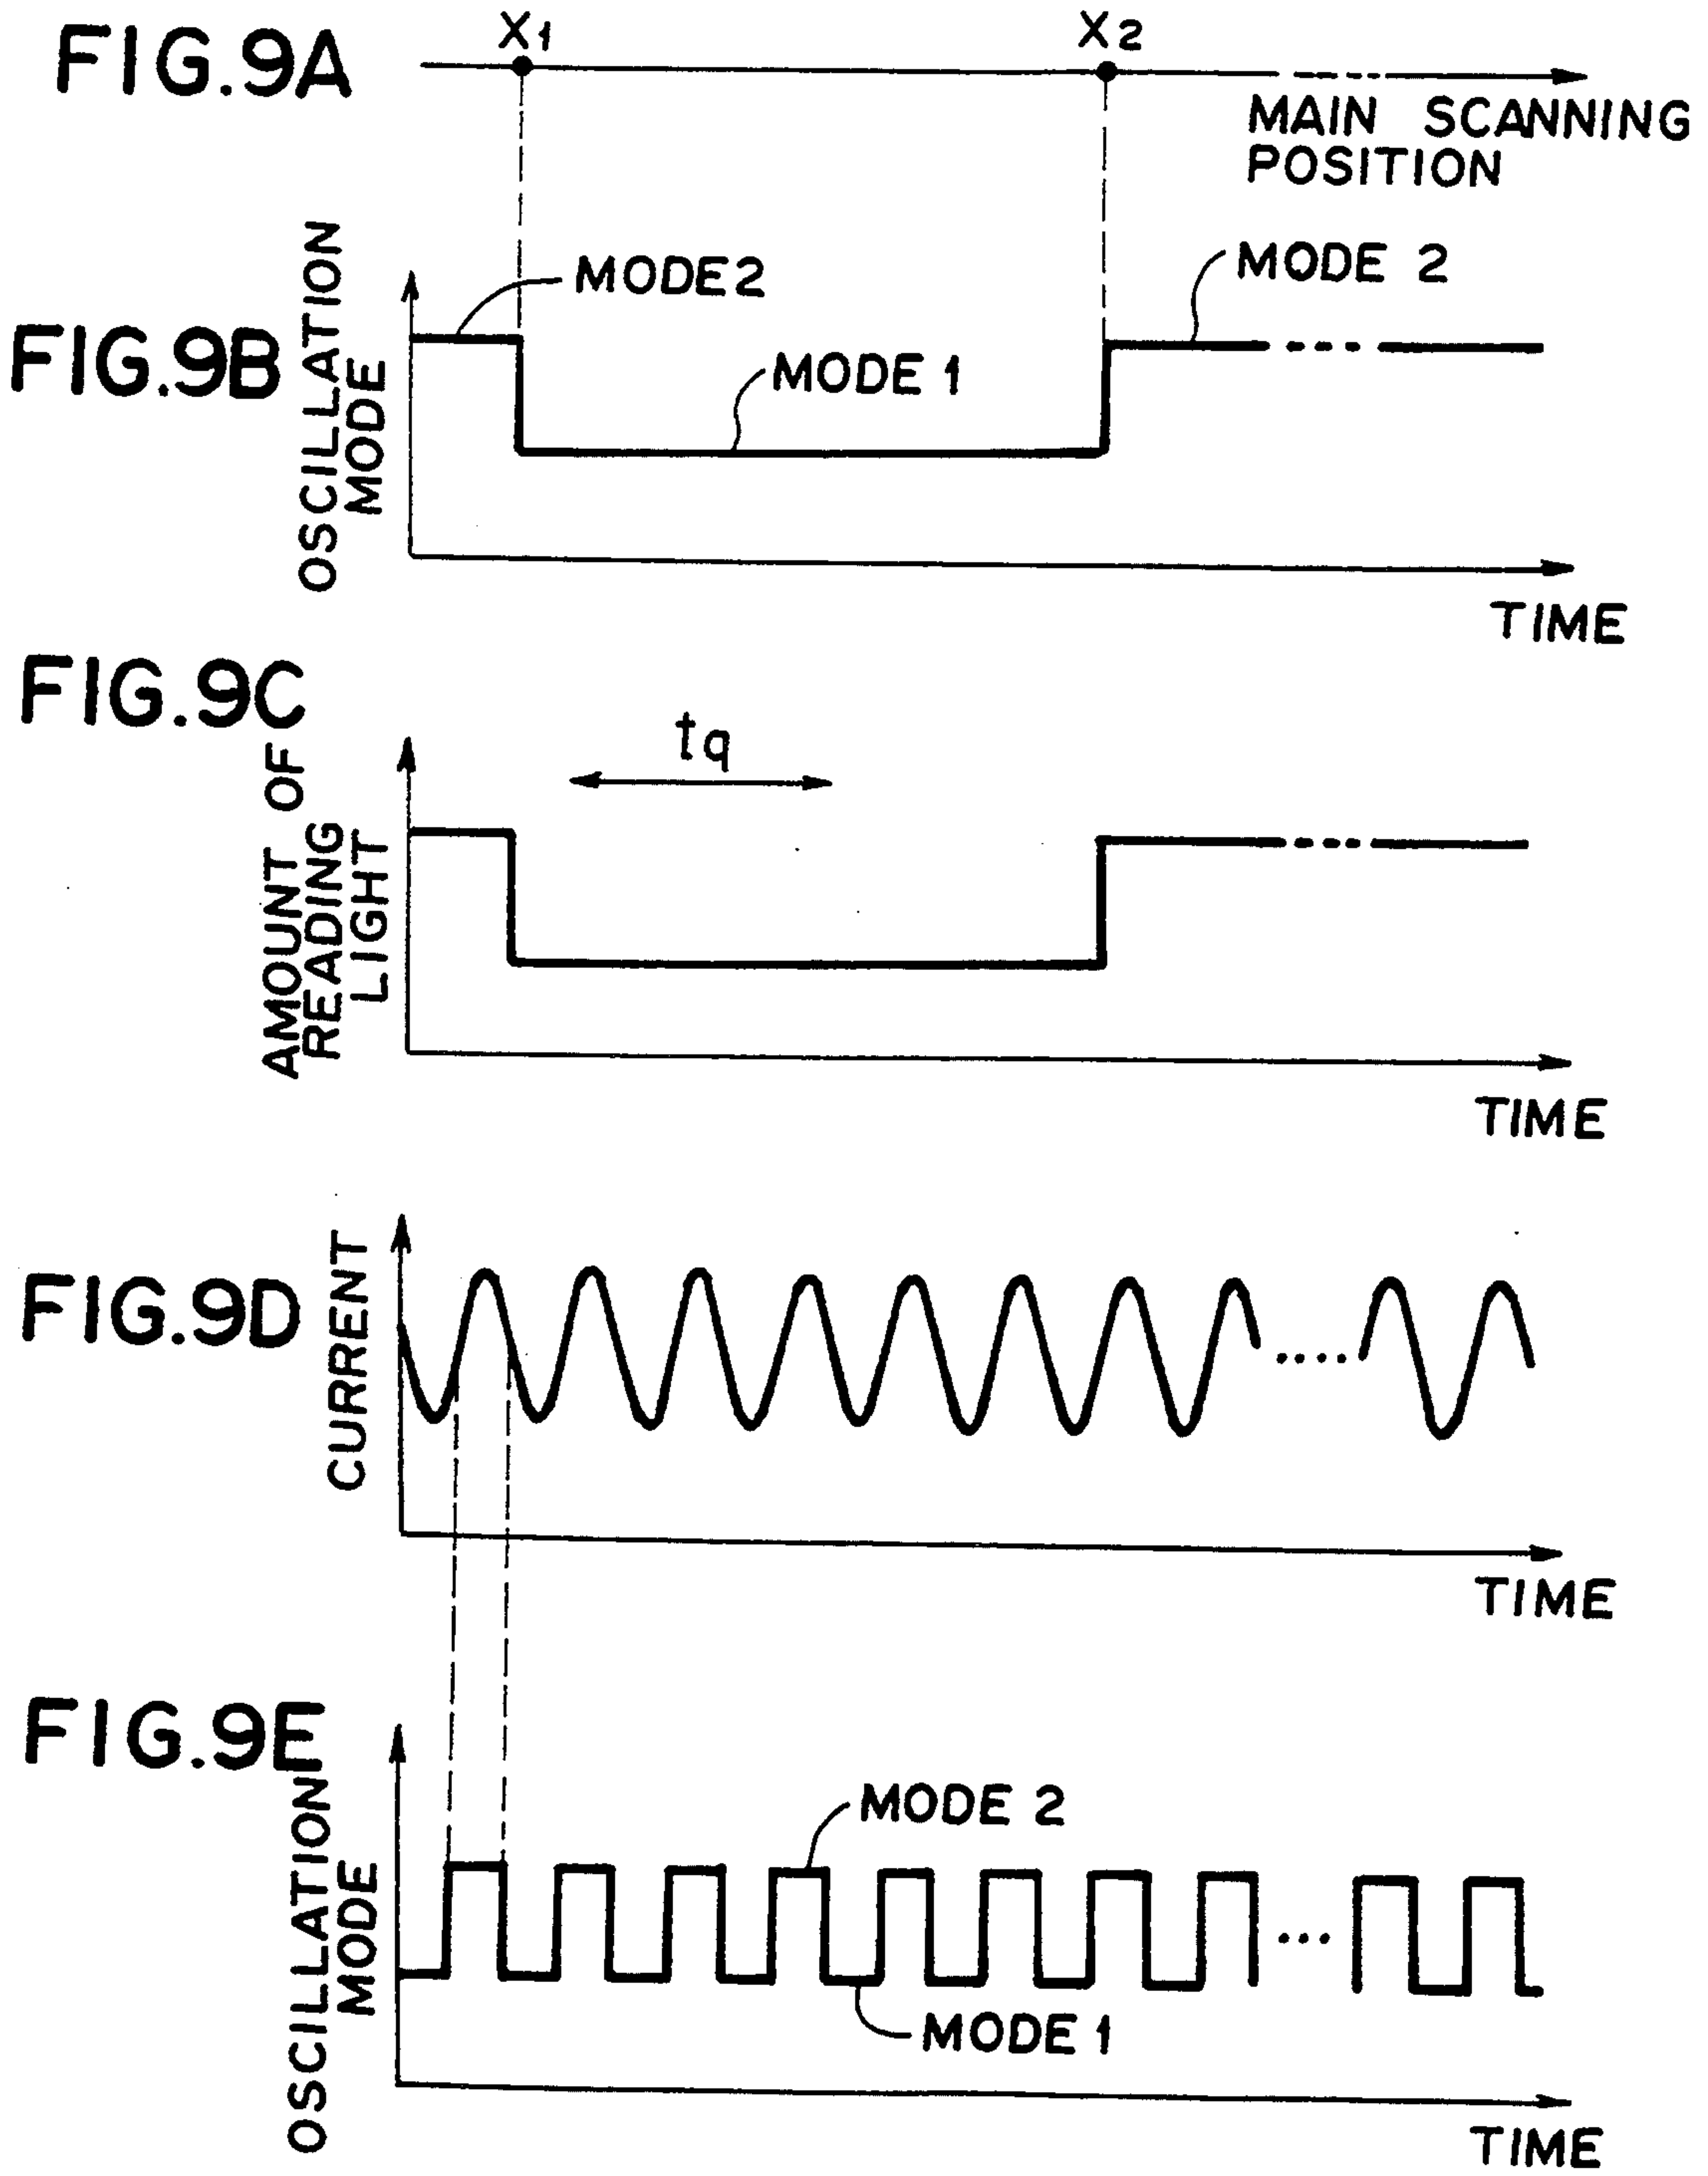 FIG.9A
X1
X2
MAIN SCANNING
POSITION
FIG.9B
OSCILLATION
MODE
MODE2
MODE 1
MODE 2
TIME
FIG.9C
AMOUNT OF
READING
LIGHT
tq
TIME
FIG.9D
CURRENT
....
TIME
FIG.9E
OSCILLATION
MODE
MODE 2
MODE 1
...
TIME